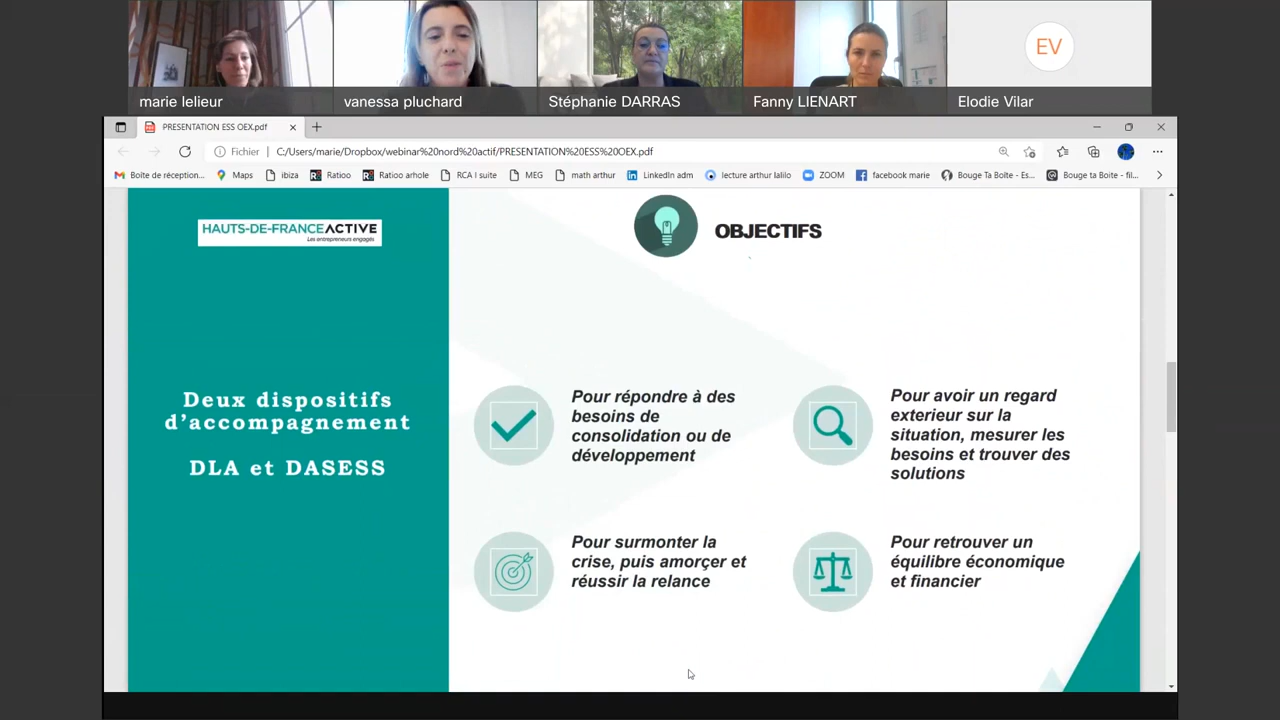 marie lelieur
vanessa pluchard
Stéphanie DARRAS
Fanny LIENART
EV
Elodie Vilar
PRESENTATION ESS OEX.pdf
Fichier
C:/Users/marie/Dropbox/webinar%20nord%20actif/PRESENTATION%20ESS%20OEX.pdf
Boîte de réception...
Maps
ibiza
Ratioo
Ratioo arhole
RCA I suite
MEG
math arthur
LinkedIn adm
lecture arthur lalilo
ZOOM
facebook marie
Bouge Ta Boite - Es...
Bouge ta Boite - fil...
HAUTS-DE-FRANCE ACTIVE
Les entrepreneurs engagés
OBJECTIFS
Deux dispositifs
d'accompagnement
DLA et DASESS
Pour répondre à des
besoins de
consolidation ou de
développement
Pour avoir un regard
exterieur sur la
situation, mesurer les
besoins et trouver des
solutions
Pour surmonter la
crise, puis amorçer et
réussir la relance
Pour retrouver un
équilibre économique
et financier